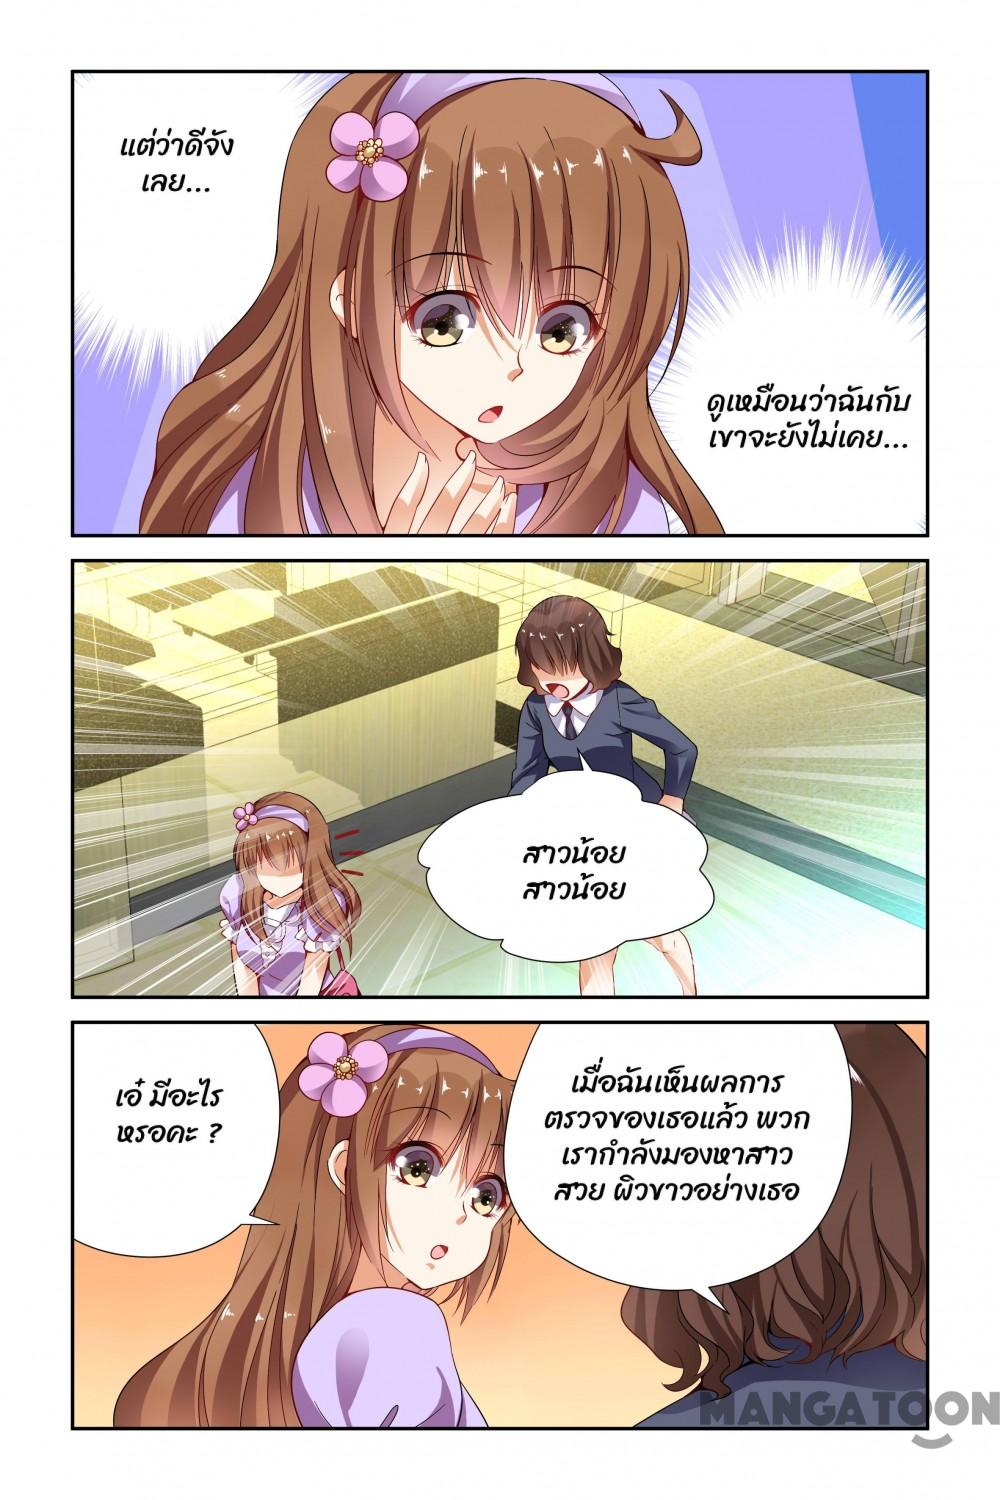 แต่ว่าดีจัง
เลย...
ดูเหมือนว่าฉันกับ
เขาจะยังไม่เคย...
สาวน้อย
สาวน้อย
เอ๋ มีอะไร
หรอคะ ?
เมื่อฉันเห็นผลการ
ตรวจของเธอแล้ว พวก
เรากำลังมองหาสาว
สวย ผิวขาวอย่างเธอ
MANGATOON